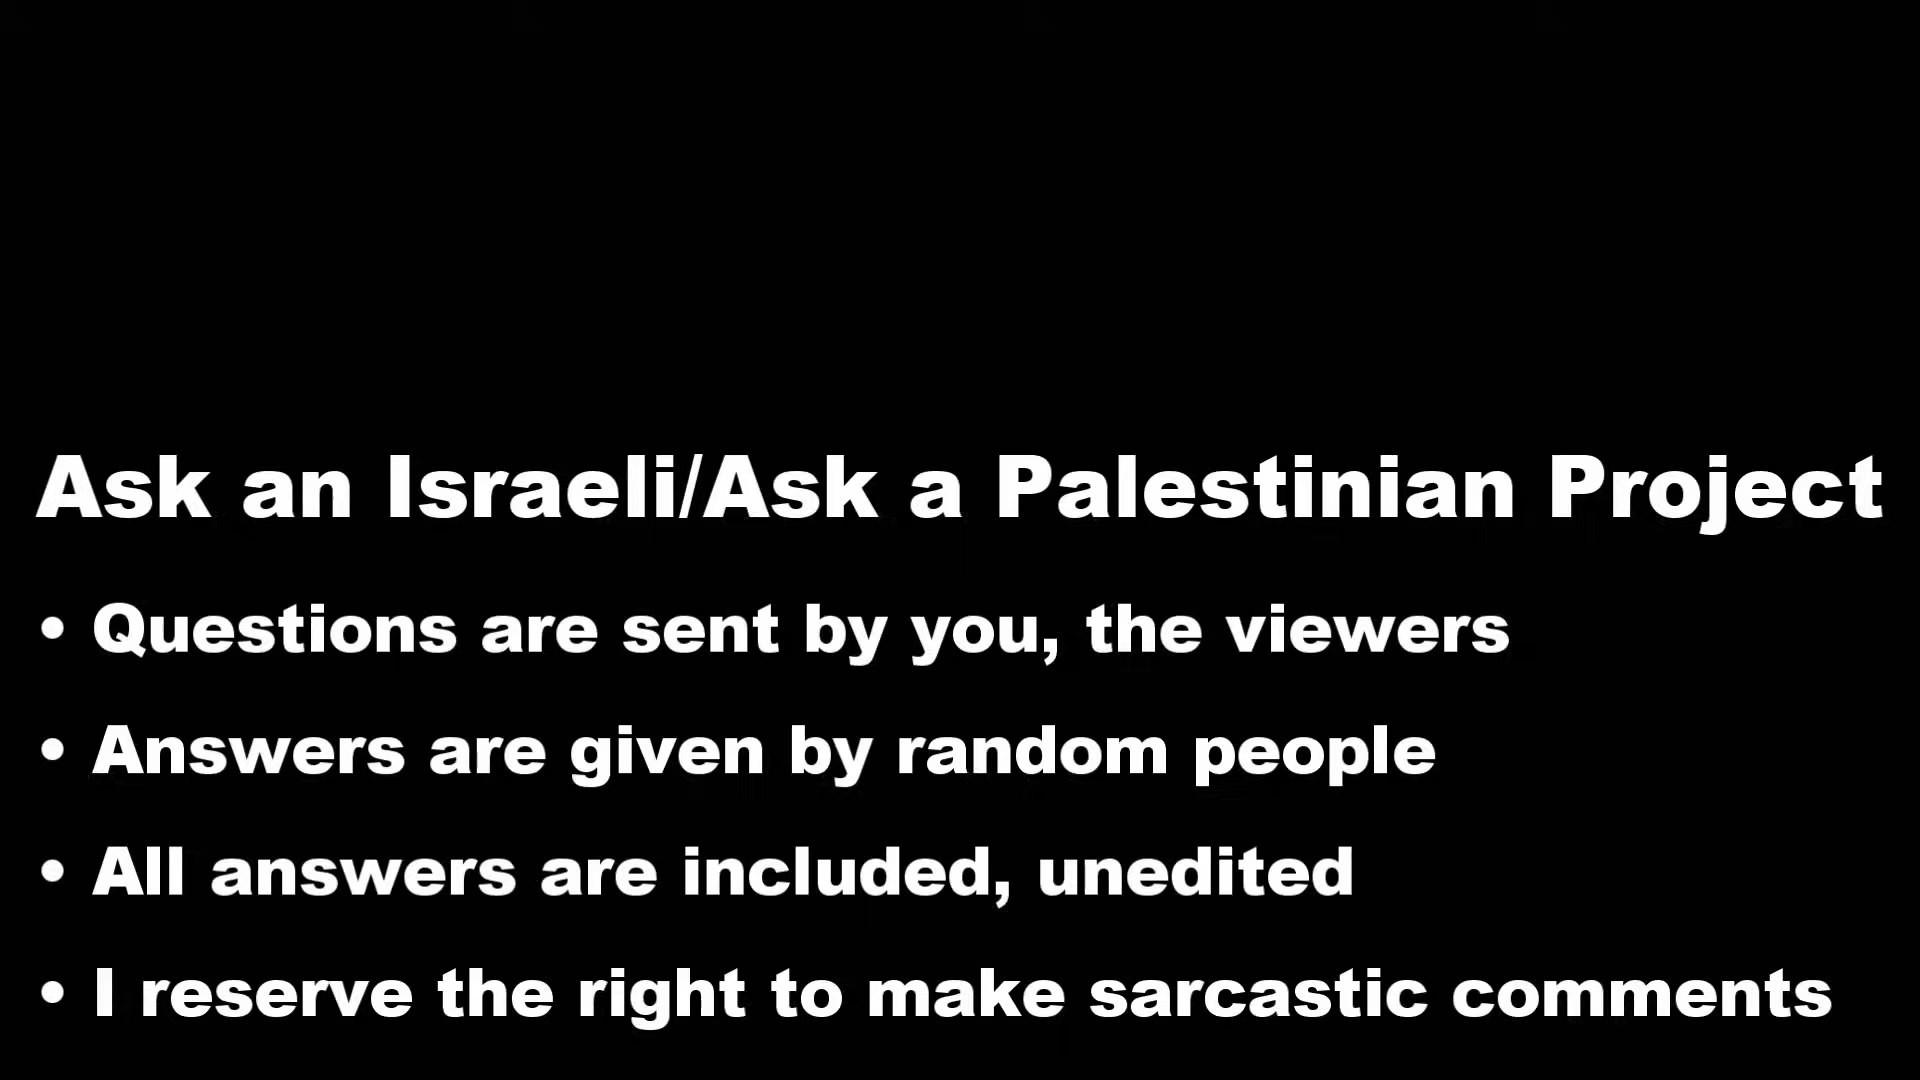 Ask an Israeli/Ask a Palestinian Project
• Questions are sent by you, the viewers
• Answers are given by random people
• All answers are included, unedited
• I reserve the right to make sarcastic comments